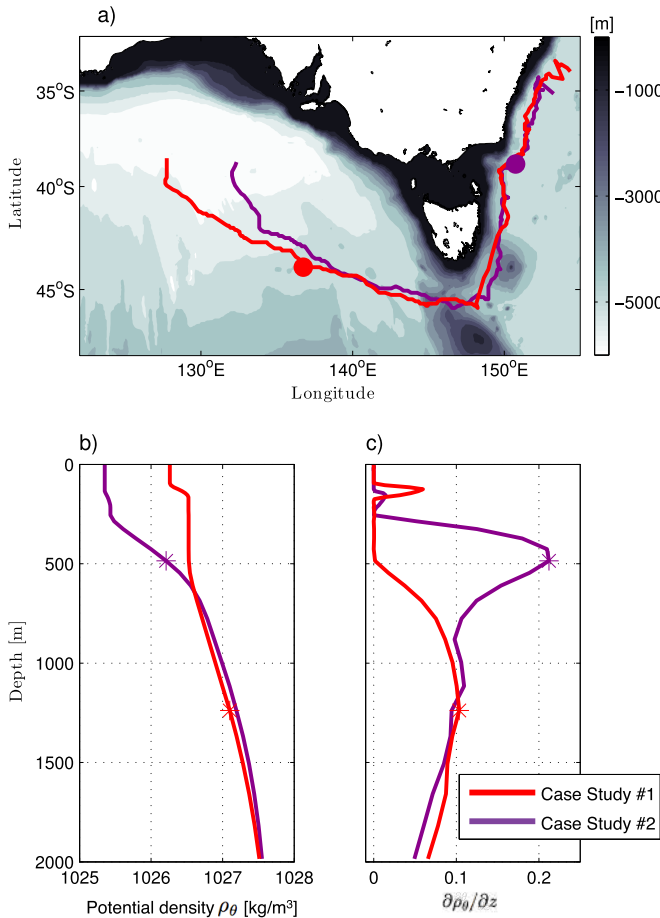 a)
[m]
35°S
40°S
45°S
Latitude
130°E
140°E
150°E
Longitude
-1000
-3000
-5000
b)
c)
0
500
1000
1500
2000
Depth [m]
1025
1026
1027
1028
Potential density ρθ [kg/m³]
0
0.1
0.2
∂ρθ/∂z
Case Study #1
Case Study #2